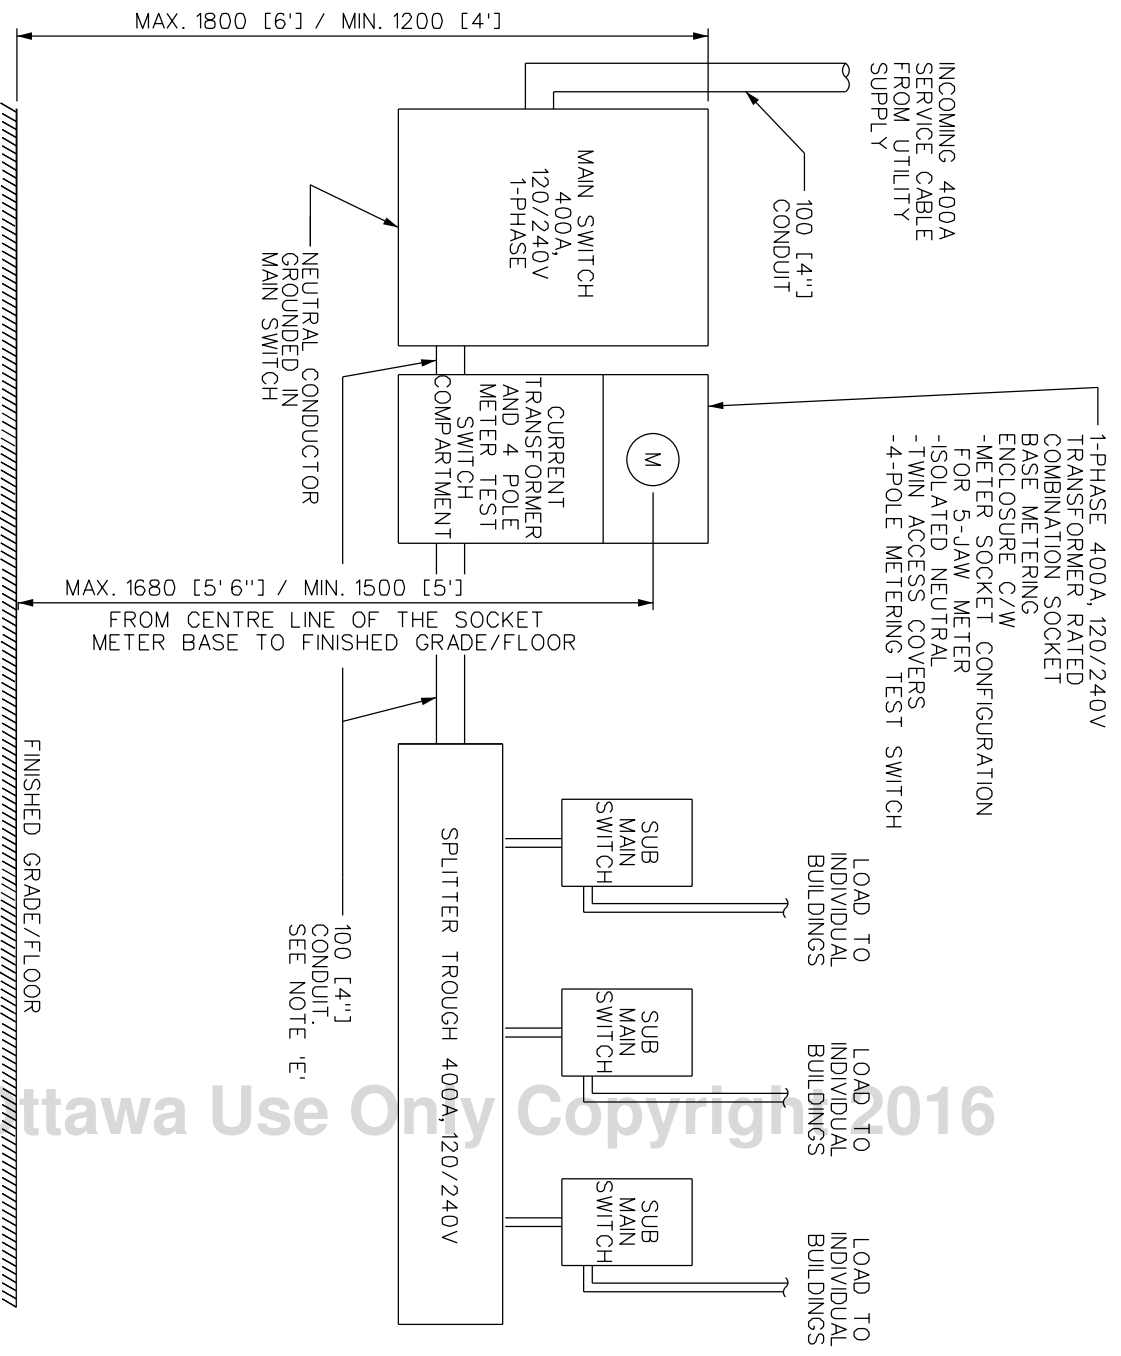 MAX. 1800 [6'] / MIN. 1200 [4']
INCOMING 400A
SERVICE CABLE
FROM UTILITY
SUPPLY
100 [4"]
CONDUIT
MAIN SWITCH
400A,
120/240V
1-PHASE
NEUTRAL CONDUCTOR
GROUNDED IN
MAIN SWITCH
1-PHASE 400A, 120/240V
TRANSFORMER RATED
COMBINATION SOCKET
BASE METERING
ENCLOSURE C/W
-METER SOCKET CONFIGURATION
FOR 5-JAW METER
-ISOLATED NEUTRAL
-TWIN ACCESS COVERS
-4-POLE METERING TEST SWITCH
M
CURRENT
TRANSFORMER
AND 4 POLE
METER TEST
SWITCH
COMPARTMENT
MAX. 1680 [5' 6"] / MIN. 1500 [5']
FROM CENTRE LINE OF THE SOCKET
METER BASE TO FINISHED GRADE/FLOOR
100 [4"]
CONDUIT.
SEE NOTE 'E'
SPLITTER TROUGH 400A, 120/240V
SUB
MAIN
SWITCH
LOAD TO
INDIVIDUAL
BUILDINGS
SUB
MAIN
SWITCH
LOAD TO
INDIVIDUAL
BUILDINGS
SUB
MAIN
SWITCH
LOAD TO
INDIVIDUAL
BUILDINGS
FINISHED GRADE/FLOOR
ttawa Use Only Copyright 2016